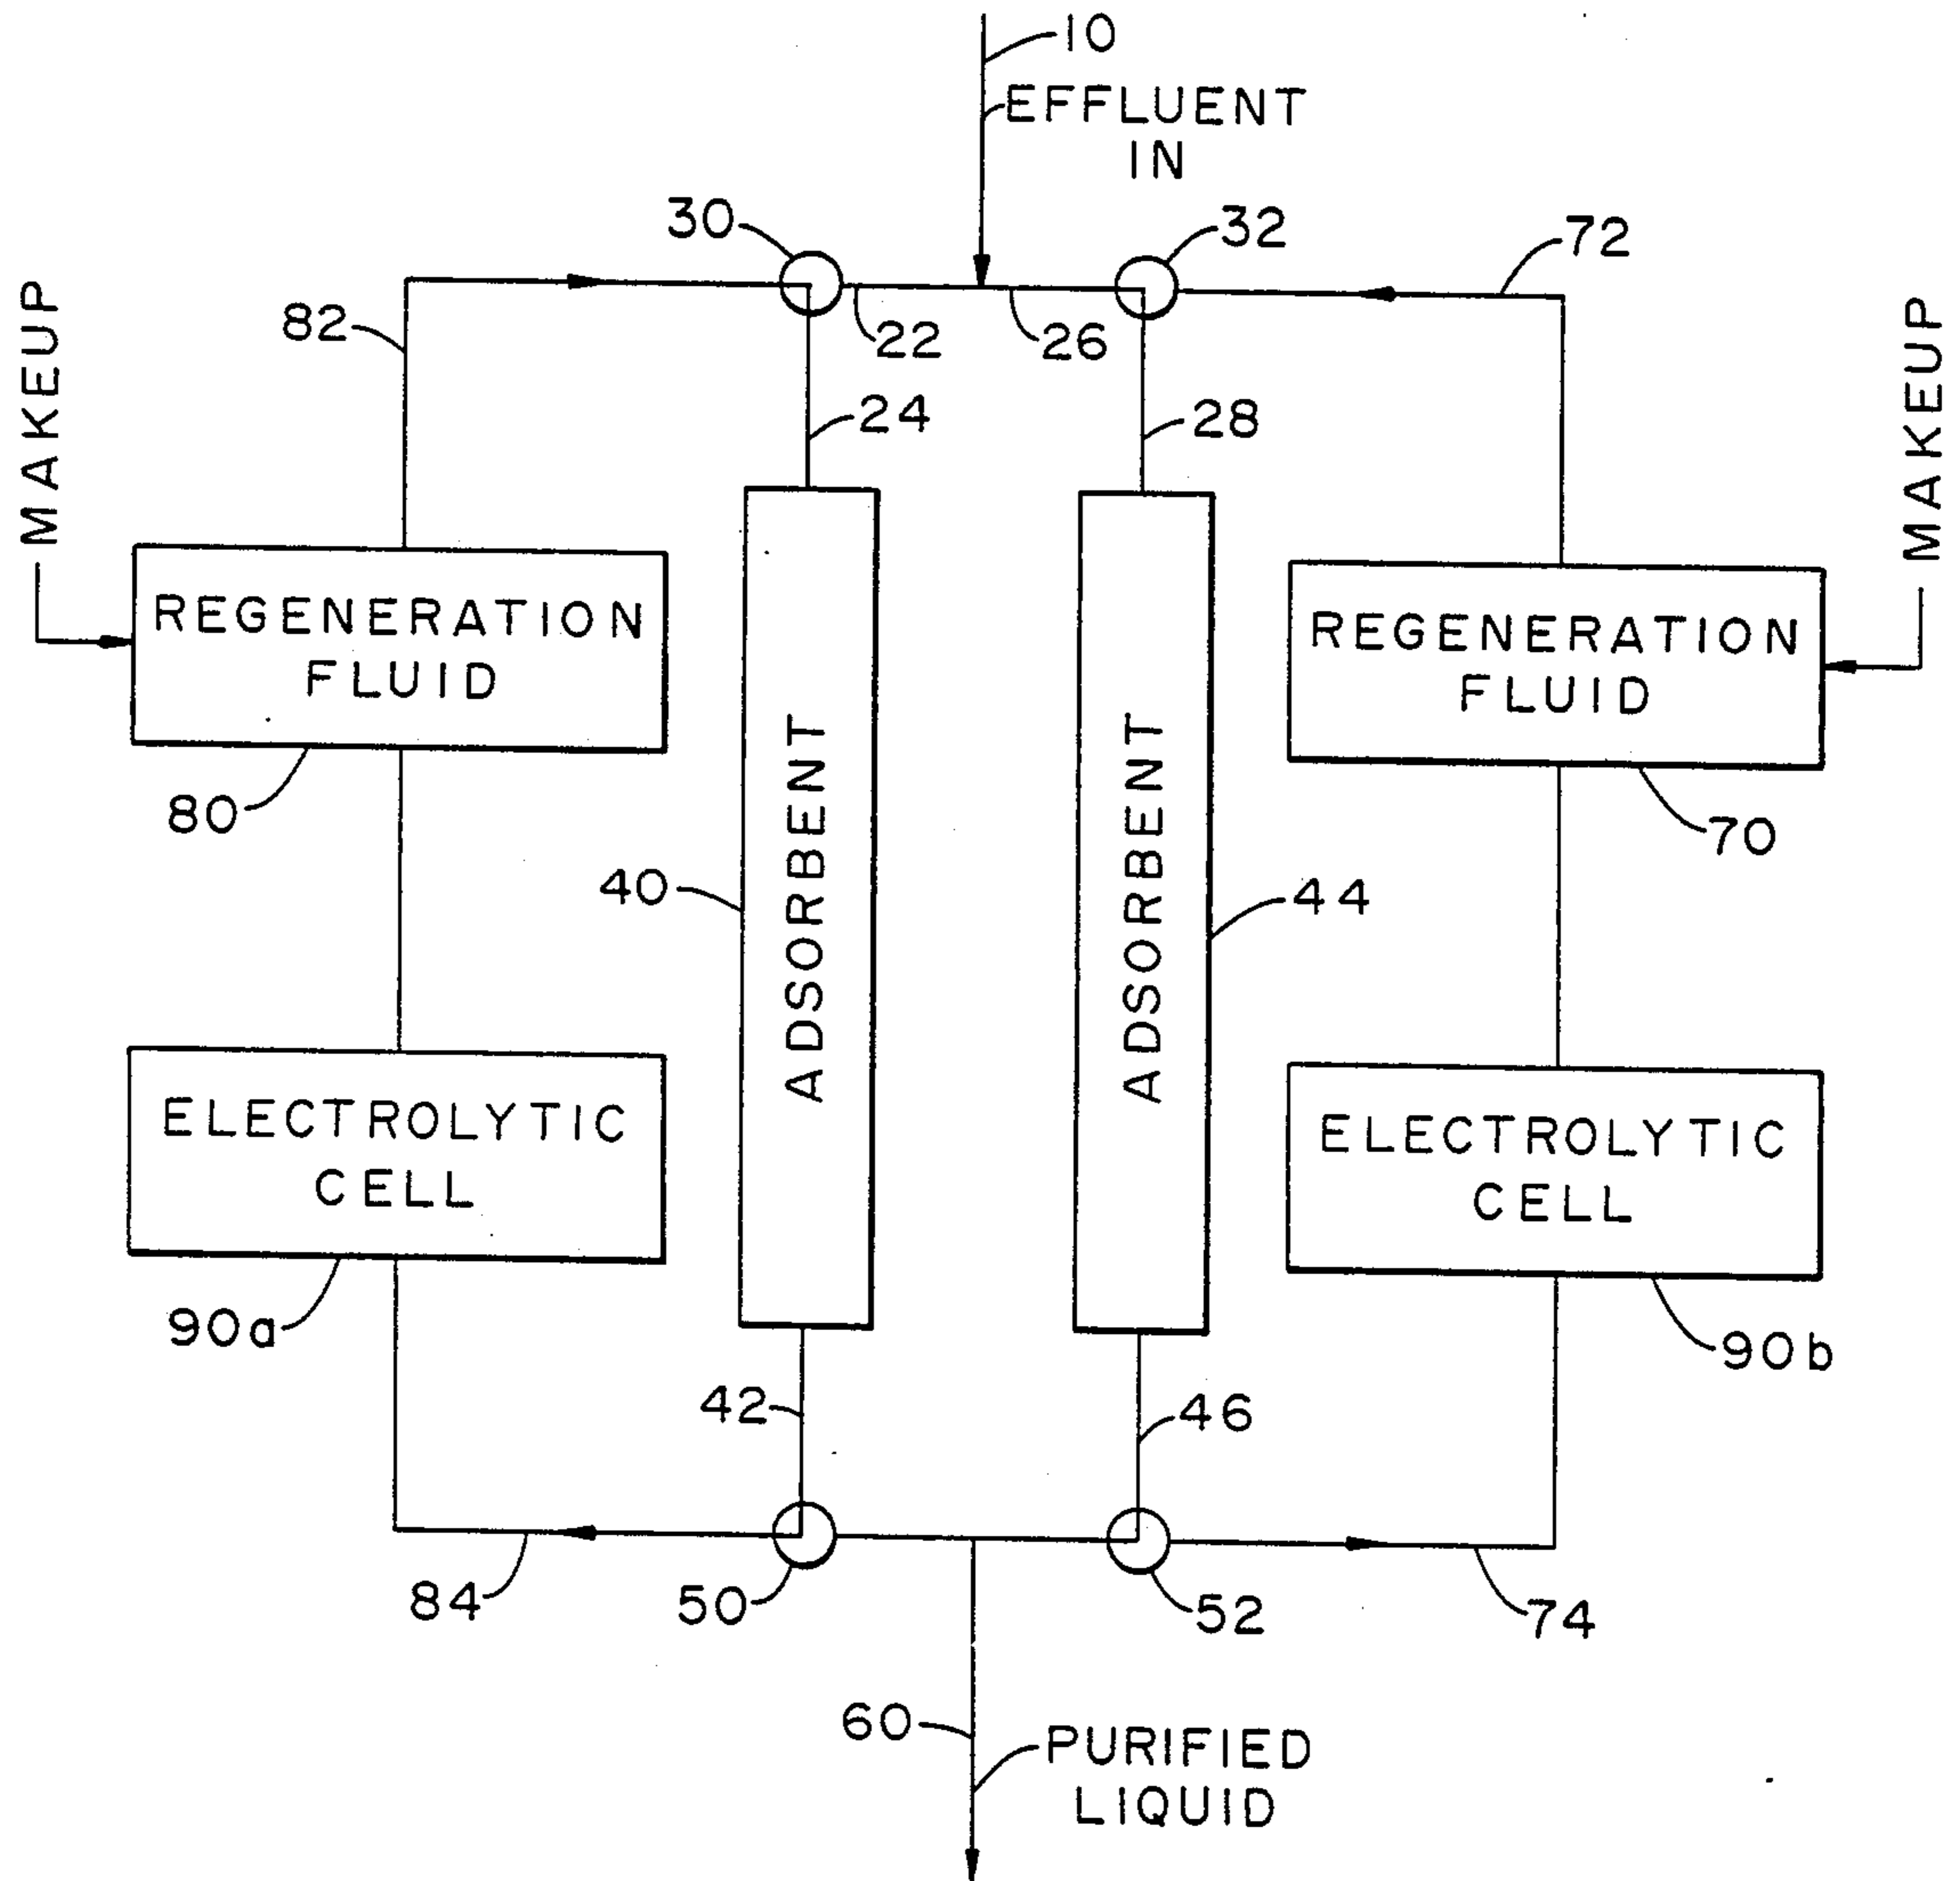 10
EFFLUENT
IN
30
32
72
82
22
26
MAKEUP
MAKEUP
24
28
REGENERATION
FLUID
REGENERATION
FLUID
80
70
ADSORBENT
ADSORBENT
40
44
ELECTROLYTIC
CELL
ELECTROLYTIC
CELL
90a
90b
42
46
84
50
52
74
60
PURIFIED
LIQUID